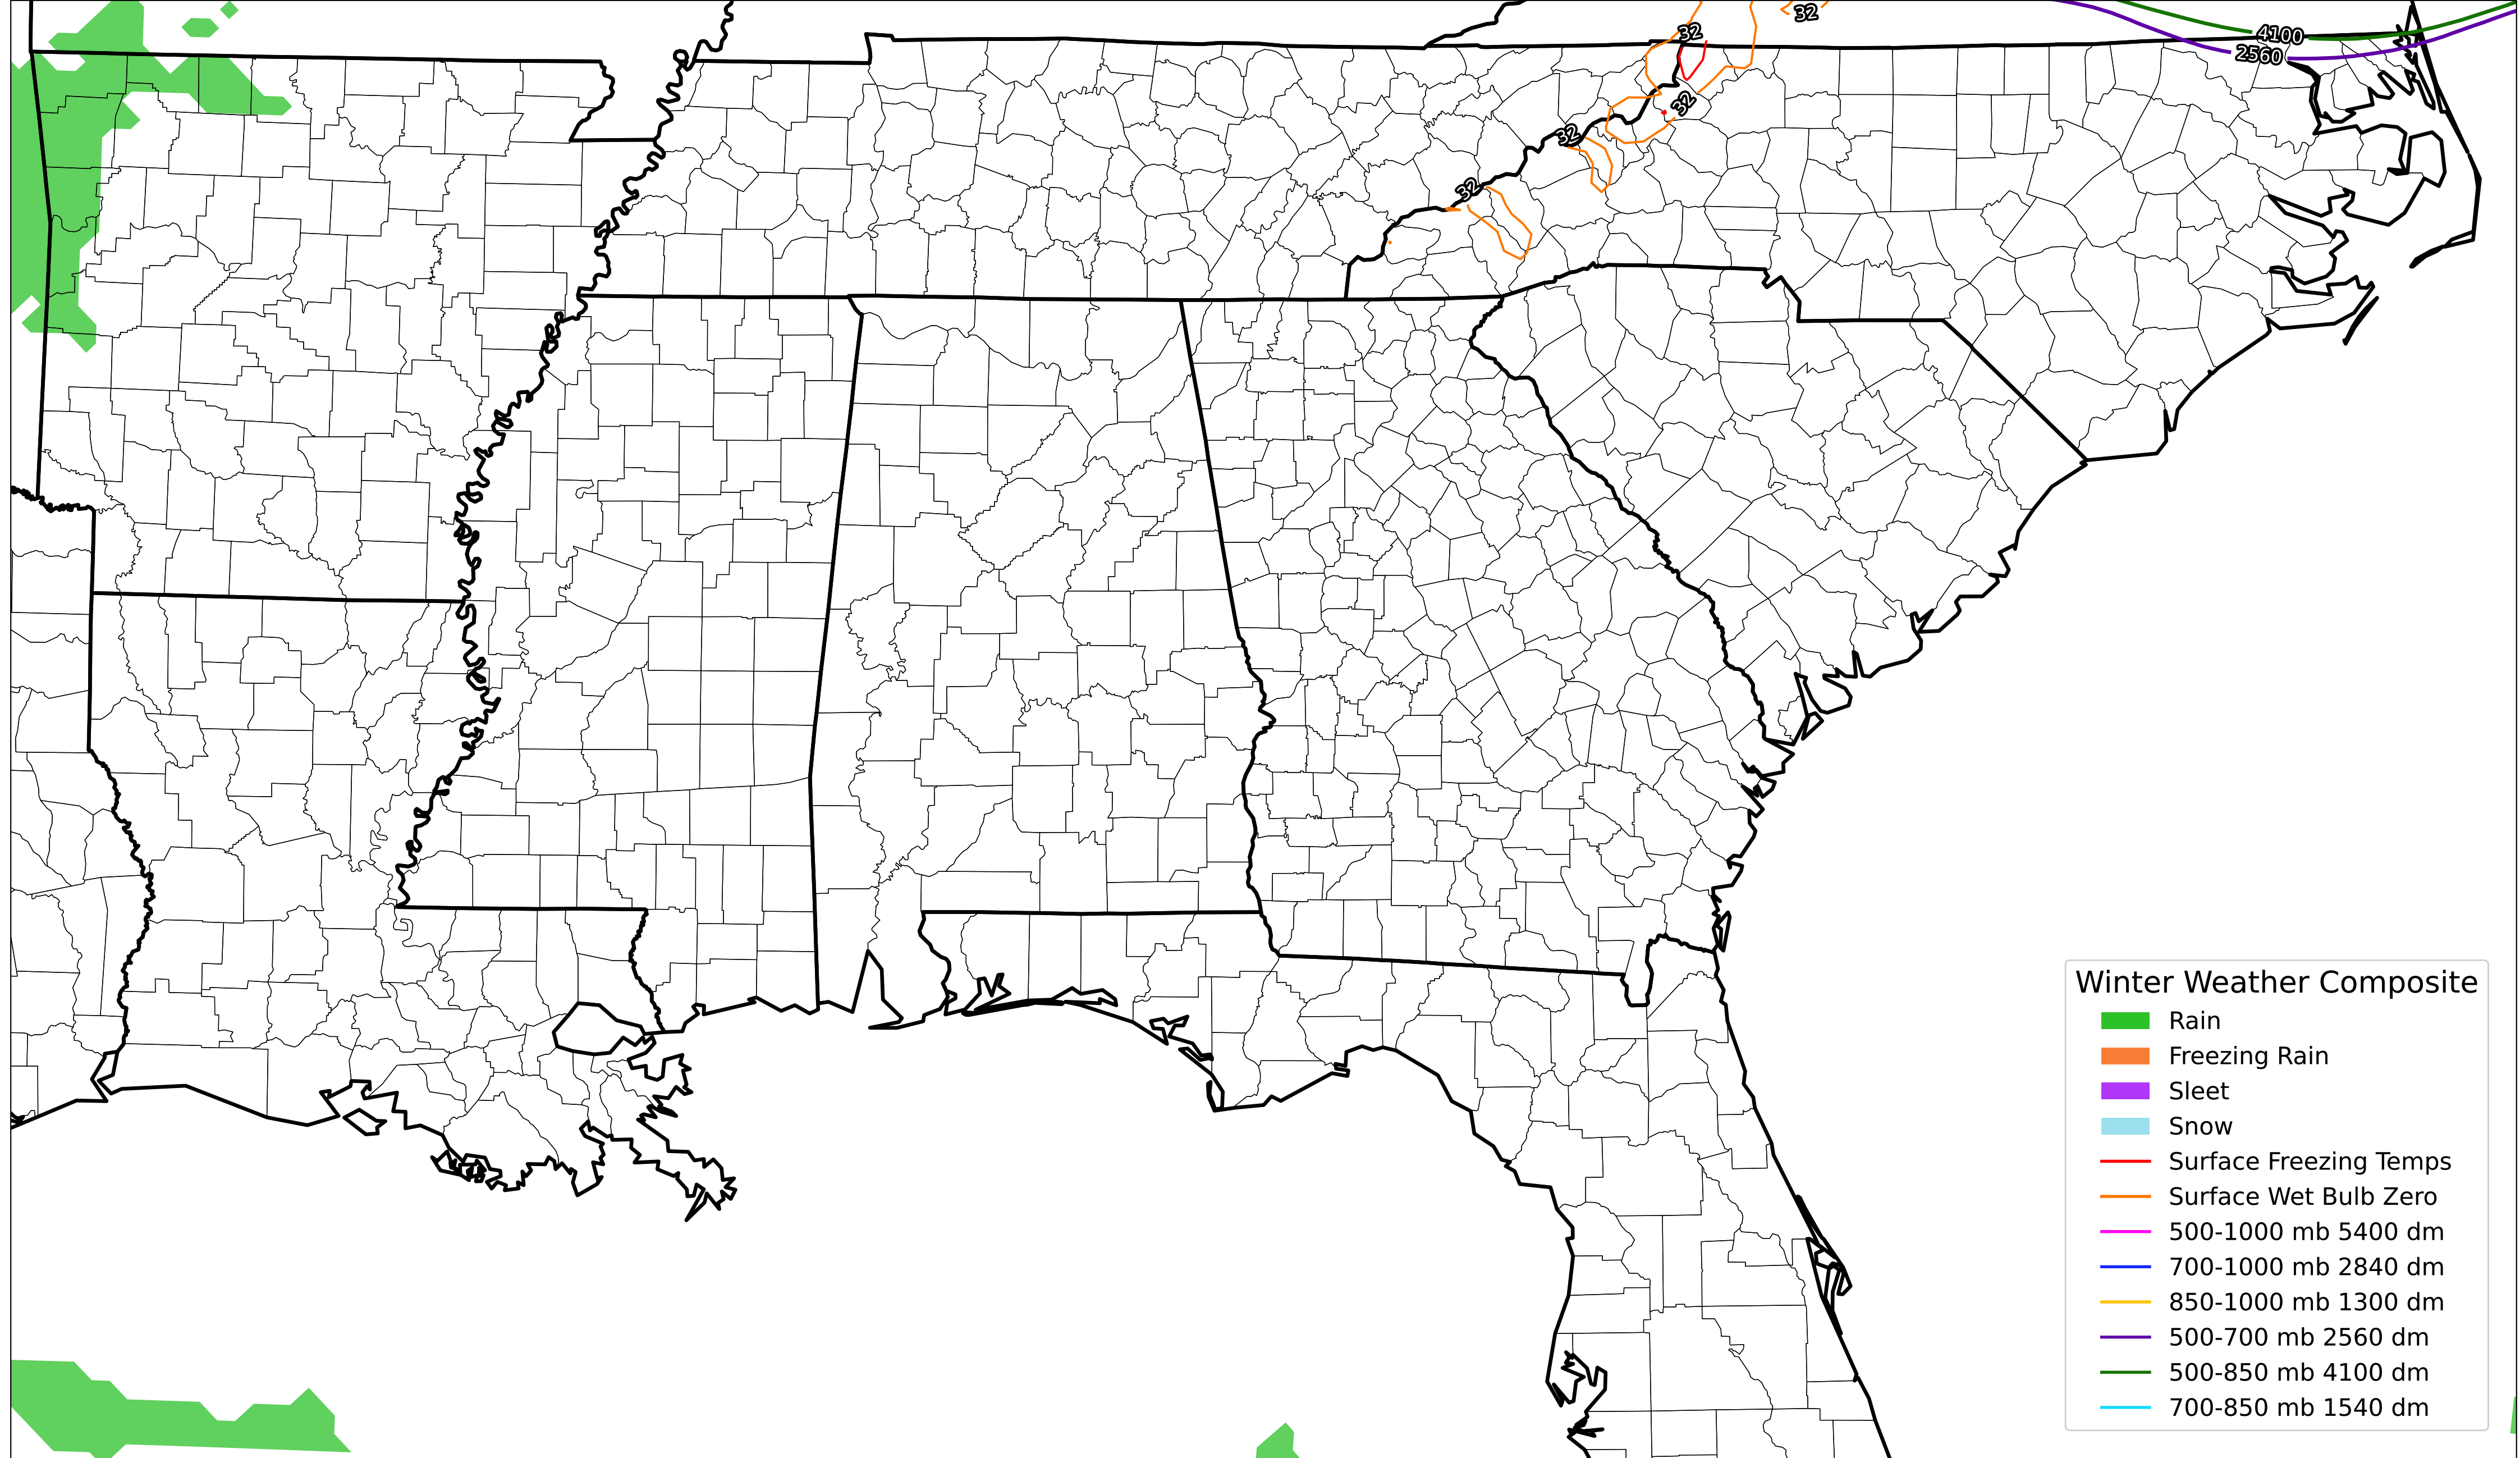 32
32
4100
2560
32
32
32
Winter Weather Composite
Rain
Freezing Rain
Sleet
Snow
Surface Freezing Temps
Surface Wet Bulb Zero
500-1000 mb 5400 dm
700-1000 mb 2840 dm
850-1000 mb 1300 dm
500-700 mb 2560 dm
500-850 mb 4100 dm
700-850 mb 1540 dm